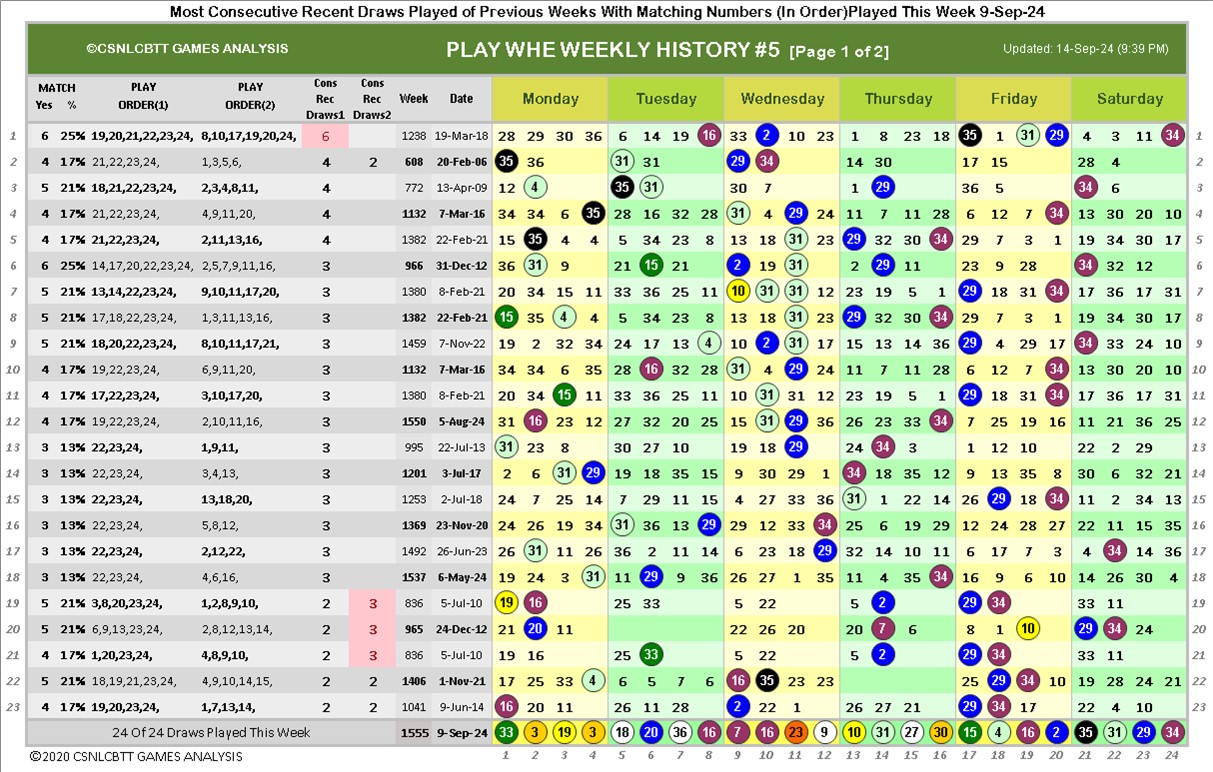 Most Consecutive Recent Draws Played of Previous Weeks With Matching Numbers (In Order)Played This Week 9-Sep-24
©CSNLCBTT GAMES ANALYSIS PLAY WHE WEEKLY HISTORY #5 [Page 1 of 2] Updated: 14-Sep-24 (9:39 PM)
MATCH Yes % PLAY ORDER(1) PLAY ORDER(2) Cons Rec Draws1 Cons Rec Draws2 Week Date Monday Tuesday Wednesday Thursday Friday Saturday
1 6 25% 19,20,21,22,23,24, 8,10,17,19,20,24, 6 1238 19-Mar-18 28 29 30 36 6 14 19 16 33 2 10 23 1 8 23 18 35 1 31 29 4 3 11 34 1
2 4 17% 21,22,23,24, 1,3,5,6, 4 2 608 20-Feb-06 35 36 31 31 29 34 14 30 17 15 28 4 2
3 5 21% 18,21,22,23,24, 2,3,4,8,11, 4 772 13-Apr-09 12 4 35 31 30 7 1 29 36 5 34 6 3
4 4 17% 21,22,23,24, 4,9,11,20, 4 1132 7-Mar-16 34 34 6 35 28 16 32 28 31 4 29 24 11 7 11 28 6 12 7 34 13 30 20 10 4
5 4 17% 21,22,23,24, 2,11,13,16, 4 1382 22-Feb-21 15 35 4 4 5 34 23 8 13 18 31 23 29 32 30 34 29 7 3 1 19 34 30 17 5
6 6 25% 14,17,20,22,23,24, 2,5,7,9,11,16, 3 966 31-Dec-12 36 31 9 21 15 21 2 19 31 2 29 11 23 9 28 34 32 12 6
7 7 31% 13,14,22,23,24, 9,10,11,17,20, 3 1380 8-Feb-21 20 34 15 11 33 36 25 11 10 31 31 12 23 19 5 1 29 18 31 34 17 36 17 31 7
8 5 21% 17,18,22,23,24, 1,3,11,13,16, 3 1382 22-Feb-21 15 35 4 4 5 34 23 8 13 18 31 23 29 32 30 34 29 7 3 1 19 34 30 17 8
9 5 21% 18,20,22,23,24, 8,10,11,17,21, 3 1459 7-Nov-22 19 2 32 34 24 17 13 4 10 2 31 17 15 13 14 36 29 4 29 17 34 33 24 10 9
10 4 17% 19,22,23,24, 6,9,11,20, 3 1132 7-Mar-16 34 34 6 35 28 16 32 28 31 4 29 24 11 7 11 28 6 12 7 34 13 30 20 10 10
11 4 17% 17,22,23,24, 3,10,17,20, 3 1380 8-Feb-21 20 34 15 11 33 36 25 11 10 31 31 12 23 19 5 1 29 18 31 34 17 36 17 31 11
12 4 17% 19,22,23,24, 2,10,11,16, 3 1550 5-Aug-24 31 16 23 12 27 32 20 25 15 31 29 36 26 23 33 34 7 25 19 16 11 21 36 25 12
13 3 13% 22,23,24, 1,9,11, 3 995 22-Jul-13 31 23 8 30 27 10 19 18 29 24 34 3 1 12 10 22 2 29 13
14 3 13% 22,23,24, 3,4,13, 3 1201 3-Jul-17 2 6 31 29 19 18 35 15 9 30 29 1 34 18 35 12 9 13 35 8 30 6 32 21 14
15 3 13% 22,23,24, 13,18,20, 3 1253 2-Jul-18 24 7 25 14 7 29 11 15 4 27 33 36 31 1 22 14 26 29 18 34 11 2 34 13 15
16 3 13% 22,23,24, 5,8,12, 3 1369 23-Nov-20 24 26 19 34 31 36 13 29 29 12 33 34 25 6 19 29 12 24 28 27 22 11 15 35 16
17 3 13% 22,23,24, 2,12,22, 3 1492 26-Jun-23 26 31 11 26 36 2 11 14 6 23 18 29 32 14 10 11 6 17 7 3 4 34 14 36 17
18 3 13% 22,23,24, 4,6,16, 3 1537 6-May-24 19 24 3 31 11 29 9 36 26 27 1 35 11 4 35 34 16 9 6 10 14 26 30 4 18
19 5 21% 3,8,20,23,24, 1,2,8,9,10, 2 3 836 5-Jul-10 19 16 25 33 5 22 5 2 29 34 33 11 19
20 5 21% 6,9,13,23,24, 2,8,12,13,14, 2 3 965 24-Dec-12 21 20 11 22 26 20 20 7 6 8 1 10 29 34 24 20
21 4 17% 1,20,23,24, 4,8,9,10, 2 3 836 5-Jul-10 19 16 25 33 5 22 5 2 29 34 33 11 21
22 5 21% 18,19,21,23,24, 4,9,10,14,15, 2 2 1406 1-Nov-21 17 25 33 4 6 5 7 6 16 35 23 23 25 29 34 10 19 28 24 21 22
23 4 17% 19,20,23,24, 1,7,13,14, 2 2 1041 9-Jun-14 16 20 11 26 11 28 2 22 1 26 27 21 29 34 17 22 23
24 Of 24 Draws Played This Week 1555 9-Sep-24 33 3 19 3 18 20 36 16 7 16 23 9 10 31 27 30 15 4 16 2 35 31 29 34
©2020 CSNLCBTT GAMES ANALYSIS 1 2 3 4 5 6 7 8 9 10 11 12 13 14 15 16 17 18 19 20 21 22 23 24